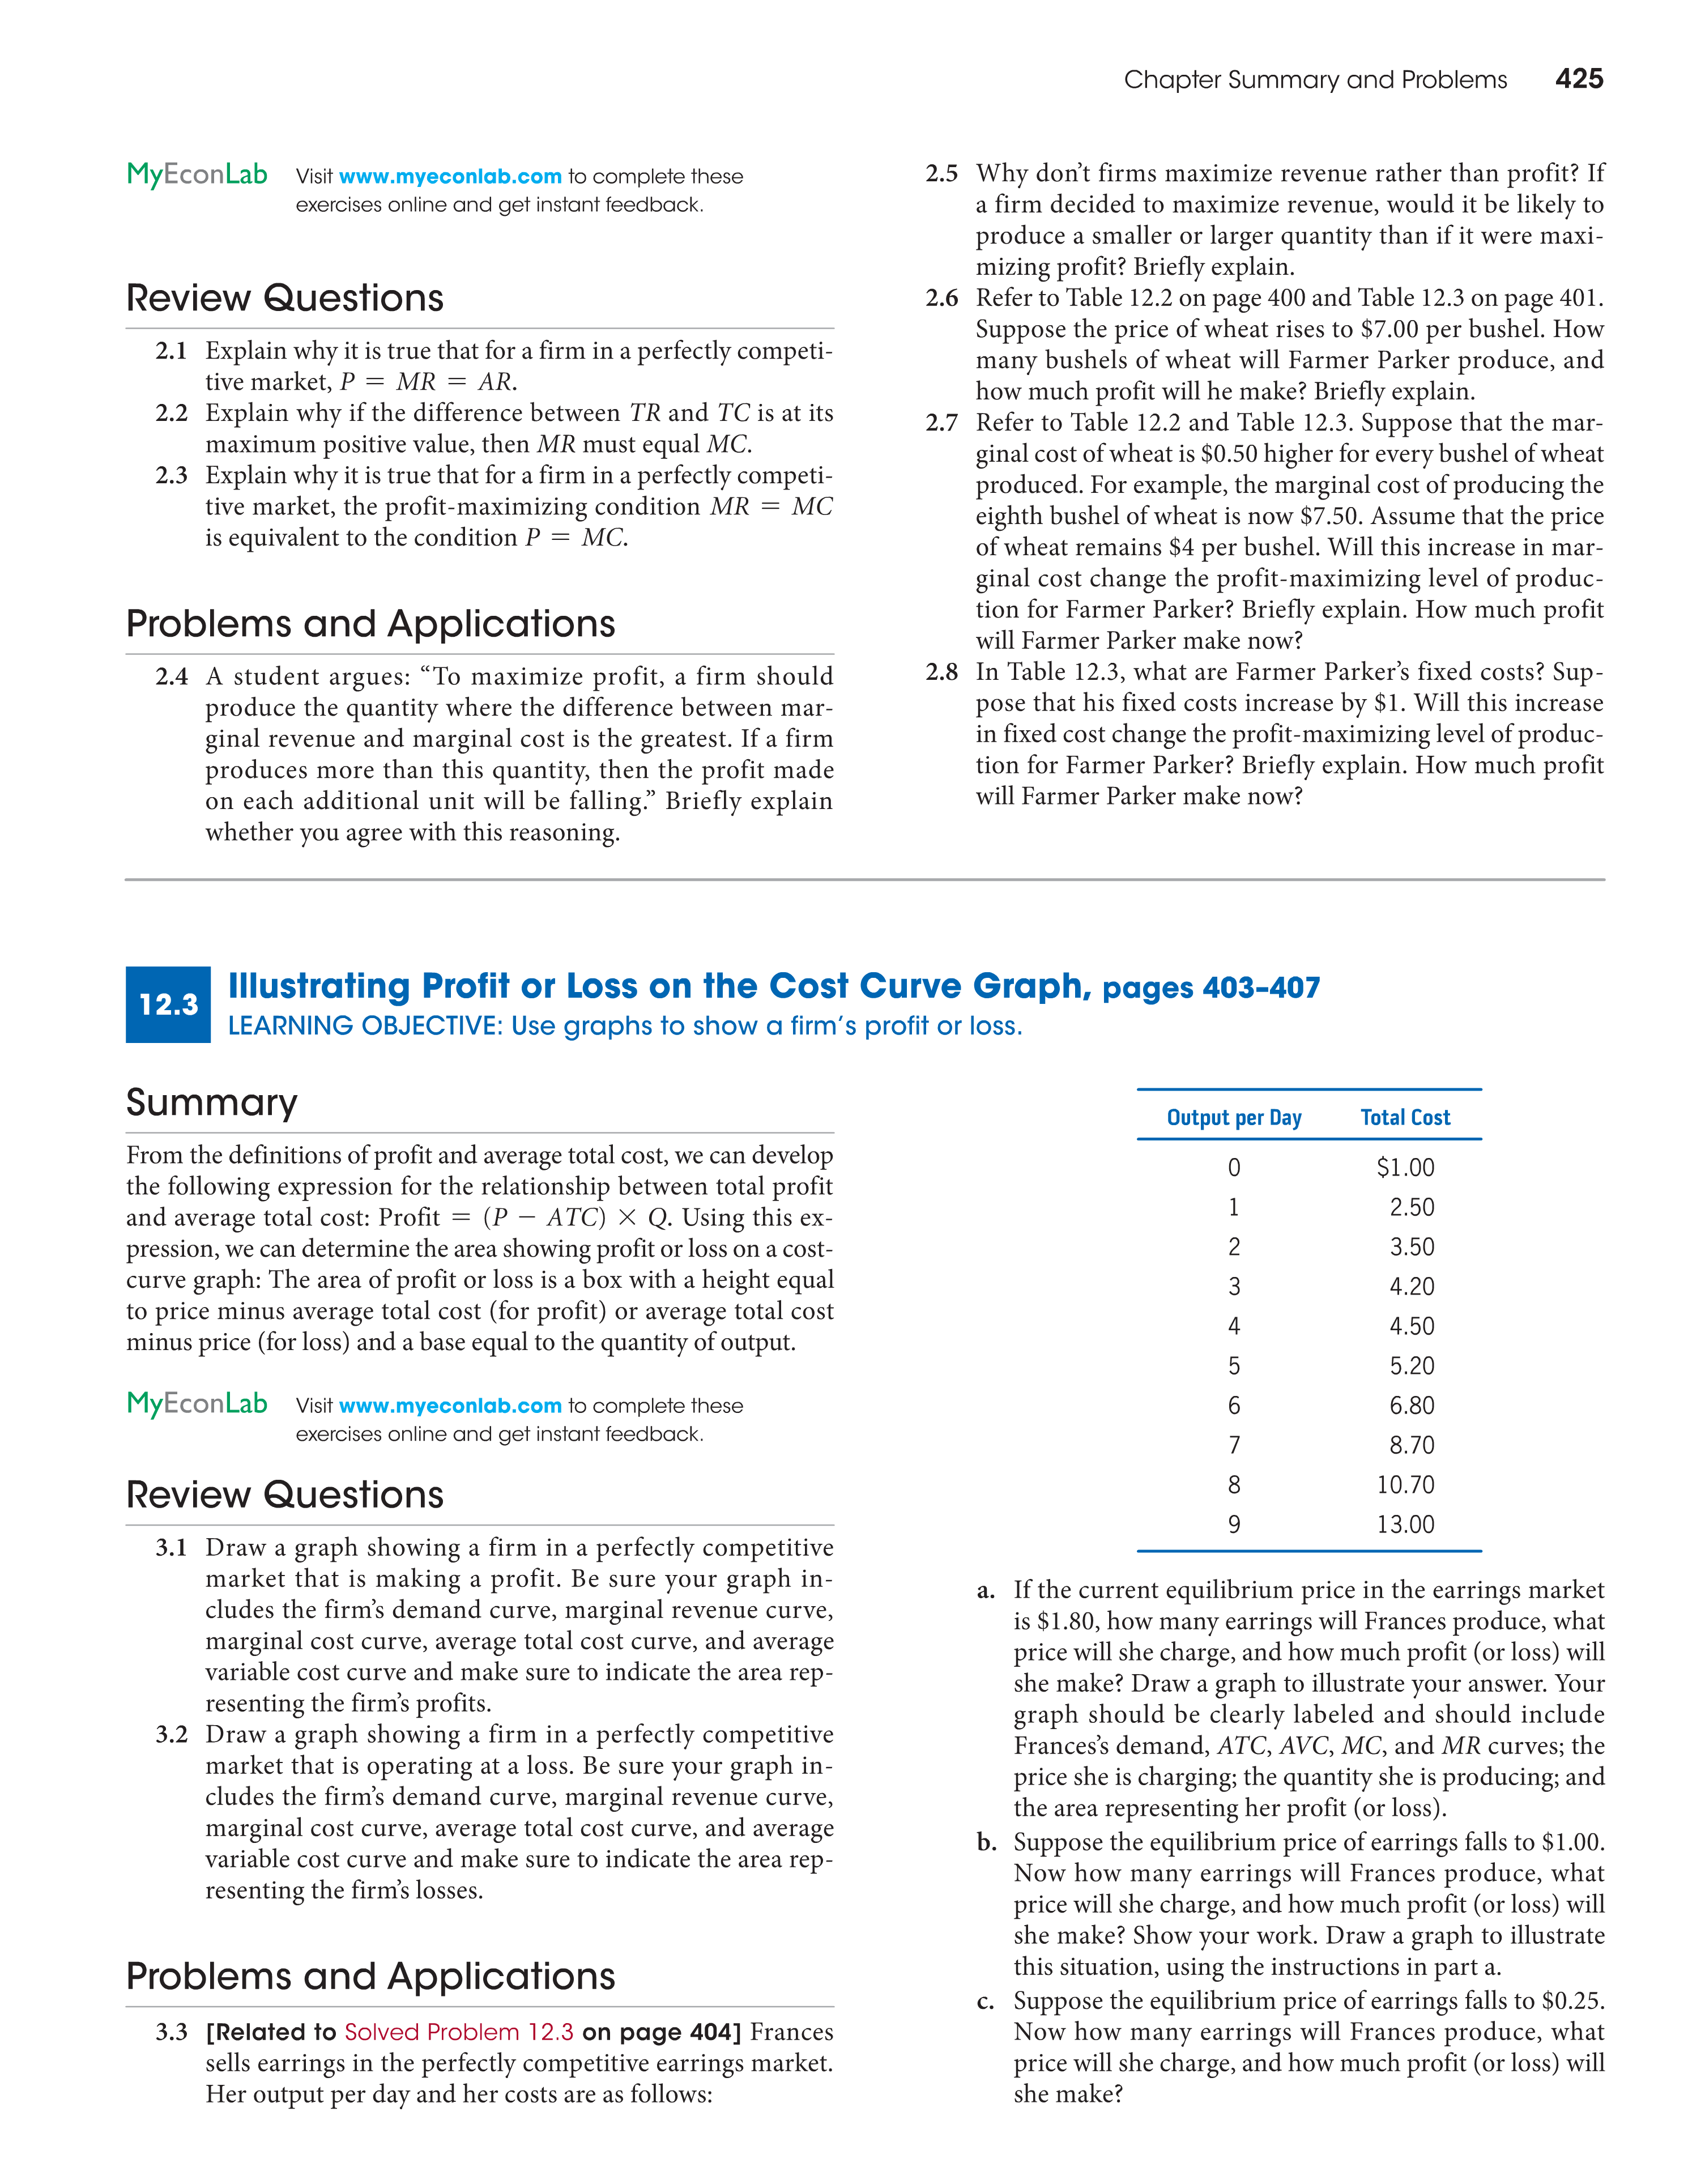 Chapter Summary and Problems 425
MyEconLab Visit www.myeconlab.com to complete these
exercises online and get instant feedback.
Review Questions
2.1 Explain why it is true that for a firm in a perfectly competi-
tive market, P = MR = AR.
2.2 Explain why if the difference between TR and TC is at its
maximum positive value, then MR must equal MC.
2.3 Explain why it is true that for a firm in a perfectly competi-
tive market, the profit-maximizing condition MR = MC
is equivalent to the condition P = MC.
Problems and Applications
2.4 A student argues: “To maximize profit, a firm should
produce the quantity where the difference between mar-
ginal revenue and marginal cost is the greatest. If a firm
produces more than this quantity, then the profit made
on each additional unit will be falling.” Briefly explain
whether you agree with this reasoning.
2.5 Why don’t firms maximize revenue rather than profit? If
a firm decided to maximize revenue, would it be likely to
produce a smaller or larger quantity than if it were maxi-
mizing profit? Briefly explain.
2.6 Refer to Table 12.2 on page 400 and Table 12.3 on page 401.
Suppose the price of wheat rises to $7.00 per bushel. How
many bushels of wheat will Farmer Parker produce, and
how much profit will he make? Briefly explain.
2.7 Refer to Table 12.2 and Table 12.3. Suppose that the mar-
ginal cost of wheat is $0.50 higher for every bushel of wheat
produced. For example, the marginal cost of producing the
eighth bushel of wheat is now $7.50. Assume that the price
of wheat remains $4 per bushel. Will this increase in mar-
ginal cost change the profit-maximizing level of produc-
tion for Farmer Parker? Briefly explain. How much profit
will Farmer Parker make now?
2.8 In Table 12.3, what are Farmer Parker’s fixed costs? Sup-
pose that his fixed costs increase by $1. Will this increase
in fixed cost change the profit-maximizing level of produc-
tion for Farmer Parker? Briefly explain. How much profit
will Farmer Parker make now?
12.3 Illustrating Profit or Loss on the Cost Curve Graph, pages 403–407
LEARNING OBJECTIVE: Use graphs to show a firm’s profit or loss.
Summary
From the definitions of profit and average total cost, we can develop
the following expression for the relationship between total profit
and average total cost: Profit = (P − ATC) × Q. Using this ex-
pression, we can determine the area showing profit or loss on a cost-
curve graph: The area of profit or loss is a box with a height equal
to price minus average total cost (for profit) or average total cost
minus price (for loss) and a base equal to the quantity of output.
MyEconLab Visit www.myeconlab.com to complete these
exercises online and get instant feedback.
Review Questions
3.1 Draw a graph showing a firm in a perfectly competitive
market that is making a profit. Be sure your graph in-
cludes the firm’s demand curve, marginal revenue curve,
marginal cost curve, average total cost curve, and average
variable cost curve and make sure to indicate the area rep-
resenting the firm’s profits.
3.2 Draw a graph showing a firm in a perfectly competitive
market that is operating at a loss. Be sure your graph in-
cludes the firm’s demand curve, marginal revenue curve,
marginal cost curve, average total cost curve, and average
variable cost curve and make sure to indicate the area rep-
resenting the firm’s losses.
Problems and Applications
3.3 [Related to Solved Problem 12.3 on page 404] Frances
sells earrings in the perfectly competitive earrings market.
Her output per day and her costs are as follows:
Output per Day Total Cost
0 $1.00
1 2.50
2 3.50
3 4.20
4 4.50
5 5.20
6 6.80
7 8.70
8 10.70
9 13.00
a. If the current equilibrium price in the earrings market
is $1.80, how many earrings will Frances produce, what
price will she charge, and how much profit (or loss) will
she make? Draw a graph to illustrate your answer. Your
graph should be clearly labeled and should include
Frances’s demand, ATC, AVC, MC, and MR curves; the
price she is charging; the quantity she is producing; and
the area representing her profit (or loss).
b. Suppose the equilibrium price of earrings falls to $1.00.
Now how many earrings will Frances produce, what
price will she charge, and how much profit (or loss) will
she make? Show your work. Draw a graph to illustrate
this situation, using the instructions in part a.
c. Suppose the equilibrium price of earrings falls to $0.25.
Now how many earrings will Frances produce, what
price will she charge, and how much profit (or loss) will
she make?